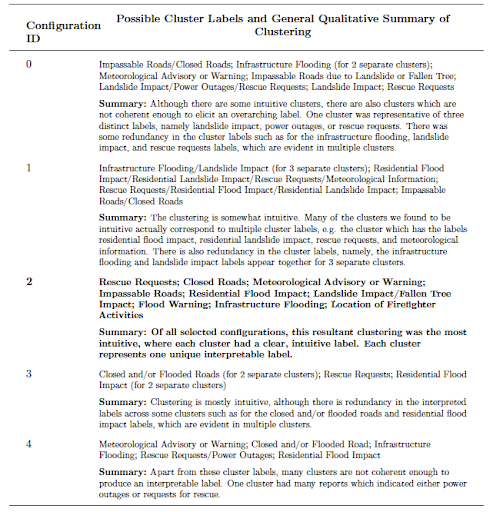 Configuration ID
Possible Cluster Labels and General Qualitative Summary of
Clustering
0
Impassable Roads/Closed Roads; Infrastructure Flooding (for 2 separate clusters);
Meteorological Advisory or Warning; Impassable Roads due to Landslide or Fallen Tree;
Landslide Impact/Power Outages/Rescue Requests; Landslide Impact; Rescue Requests
Summary: Although there are some intuitive clusters, there are also clusters which are
not coherent enough to elicit an overarching label. One cluster was representative of three
distinct labels, namely landslide impact, power outages, or rescue requests. There was
some redundancy in the cluster labels such as for the infrastructure flooding, landslide
impact, and rescue requests labels, which are evident in multiple clusters.
1
Infrastructure Flooding/Landslide Impact (for 3 separate clusters); Residential Flood
Impact/Residential Landslide Impact/Rescue Requests/Meteorological Information;
Rescue Requests/Residential Flood Impact/Residential Landslide Impact; Impassable
Roads/Closed Roads
Summary: The clustering is somewhat intuitive. Many of the clusters we found to be
intuitive actually correspond to multiple cluster labels, e.g. the cluster which has the labels
residential flood impact, residential landslide impact, rescue requests, and meteorological
information. There is also redundancy in the cluster labels, namely, the infrastructure
flooding and landslide impact labels appear together for 3 separate clusters.
2
Rescue Requests; Closed Roads; Meteorological Advisory or Warning;
Impassable Roads; Residential Flood Impact; Landslide Impact/Fallen Tree
Impact; Flood Warning; Infrastructure Flooding; Location of Firefighter
Activities
Summary: Of all selected configurations, this resultant clustering was the most
intuitive, where each cluster had a clear, intuitive label. Each cluster
represents one unique interpretable label.
3
Closed and/or Flooded Roads (for 2 separate clusters); Rescue Requests; Residential Flood
Impact (for 2 separate clusters)
Summary: Clustering is mostly intuitive, although there is redundancy in the interpreted
labels across some clusters such as for the closed and/or flooded roads and residential flood
impact labels, which are evident in multiple clusters.
4
Meteorological Advisory or Warning; Closed and/or Flooded Road; Infrastructure
Flooding; Rescue Requests/Power Outages; Residential Flood Impact
Summary: Apart from these cluster labels, many clusters are not coherent enough to
produce an interpretable label. One cluster had many reports which indicated either power
outages or requests for rescue.